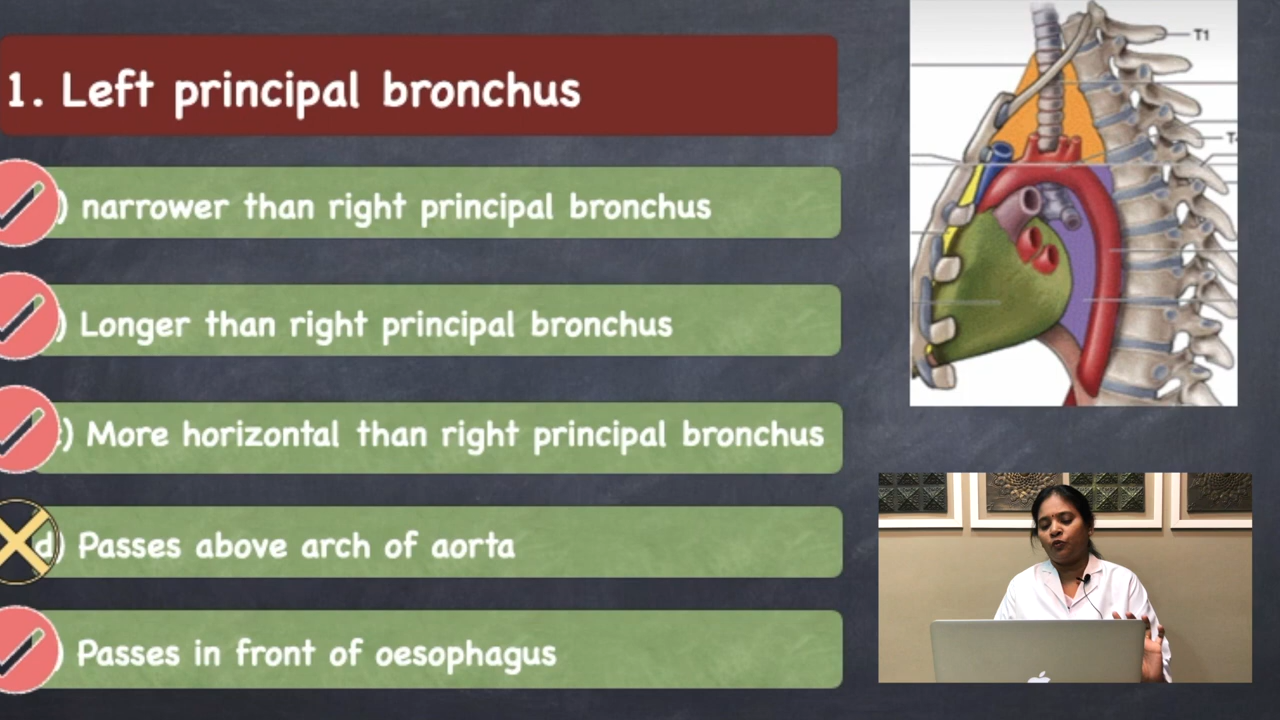 1. Left principal bronchus
) narrower than right principal bronchus
) Longer than right principal bronchus
) More horizontal than right principal bronchus
d) Passes above arch of aorta
) Passes in front of oesophagus
T1